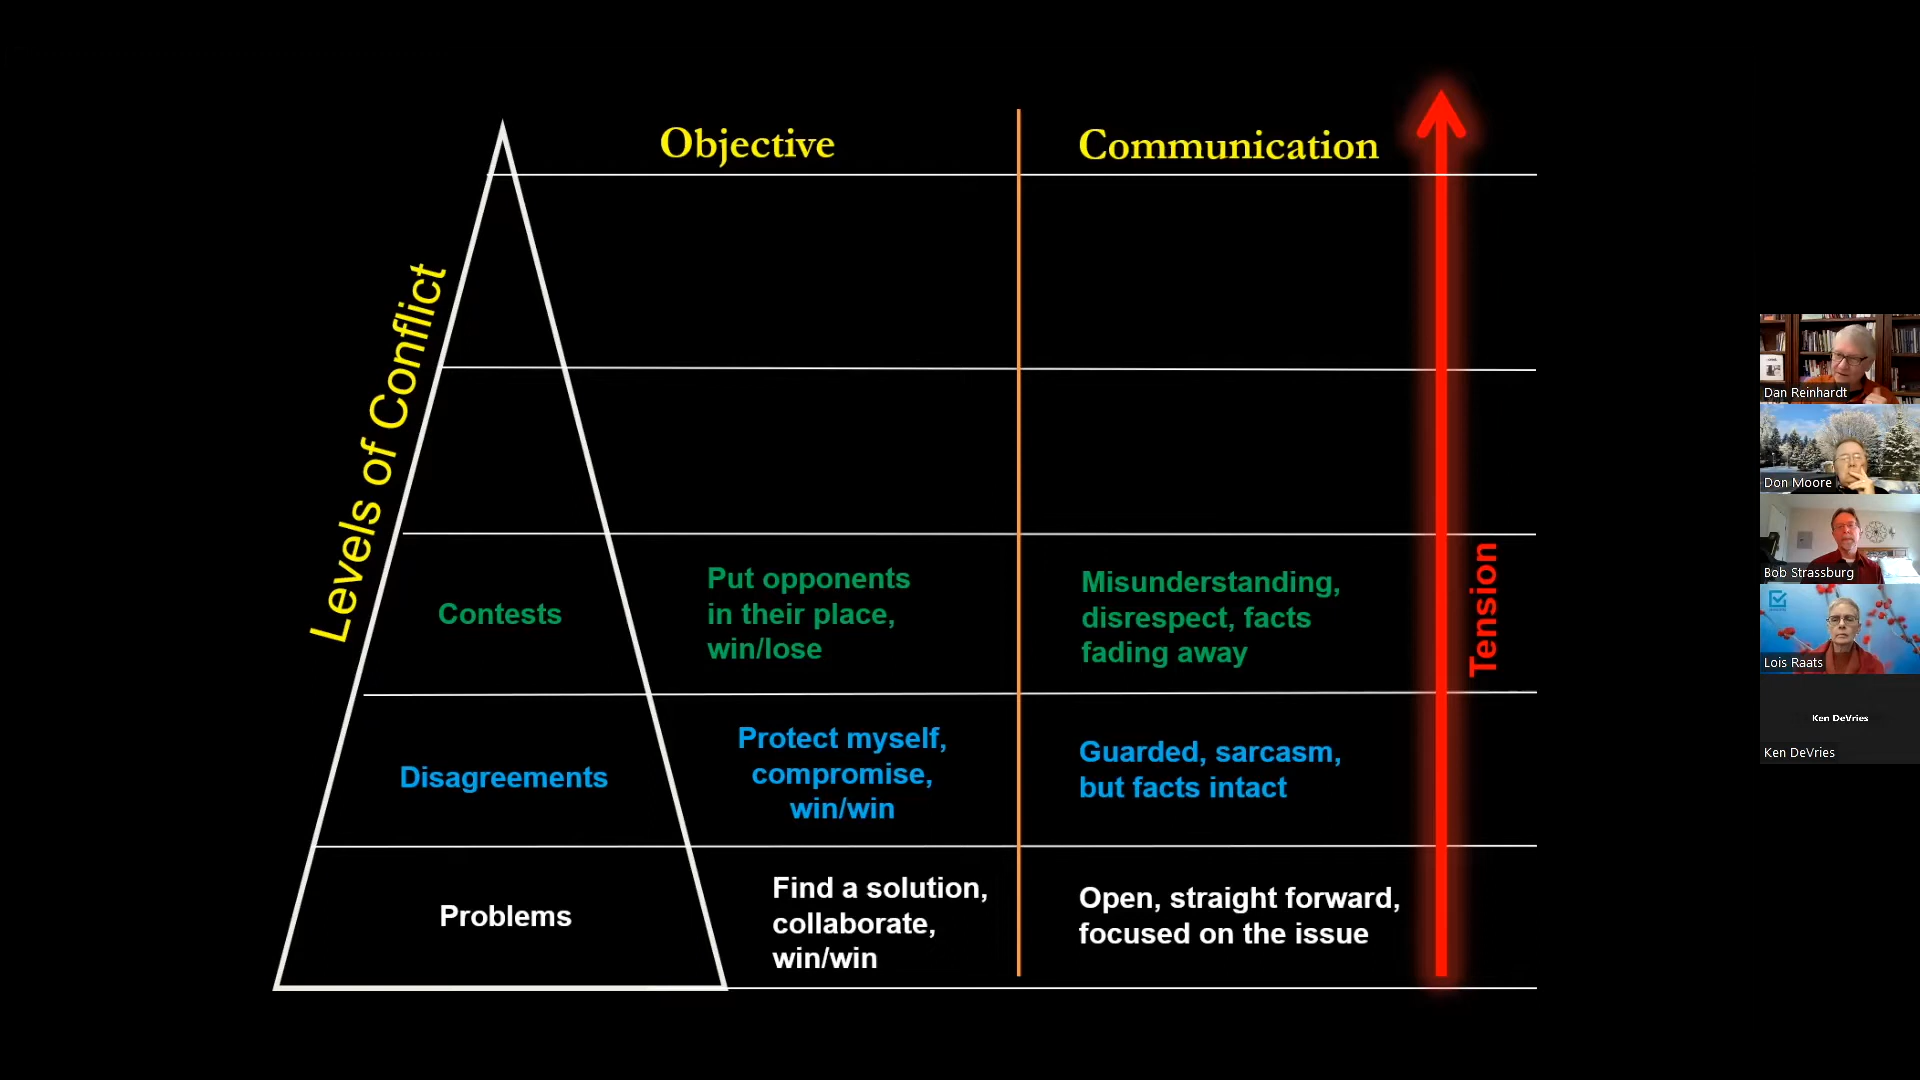 Objective
Communication
Levels of Conflict
Contests
Put opponents
in their place,
win/lose
Misunderstanding,
disrespect, facts
fading away
Tension
Disagreements
Protect myself,
compromise,
win/win
Guarded, sarcasm,
but facts intact
Problems
Find a solution,
collaborate,
win/win
Open, straight forward,
focused on the issue
Dan Reinhardt
Don Moore
Bob Strassburg
Lois Raats
Ken DeVries
Ken DeVries